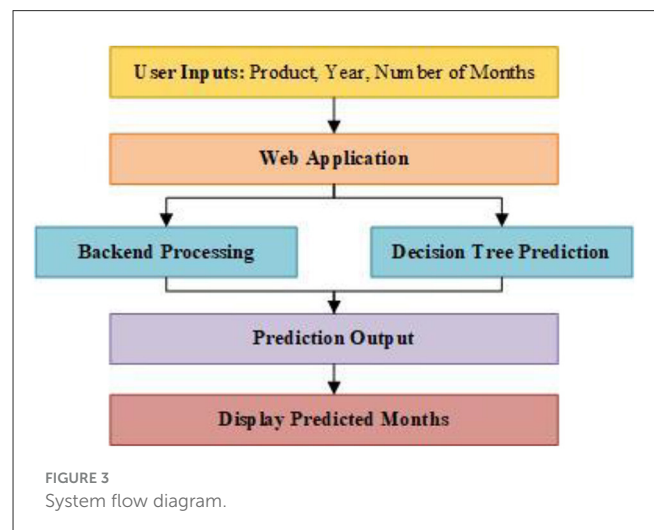 User Inputs: Product, Year, Number of Months
Web Application
Backend Processing
Decision Tree Prediction
Prediction Output
Display Predicted Months
FIGURE 3
System flow diagram.